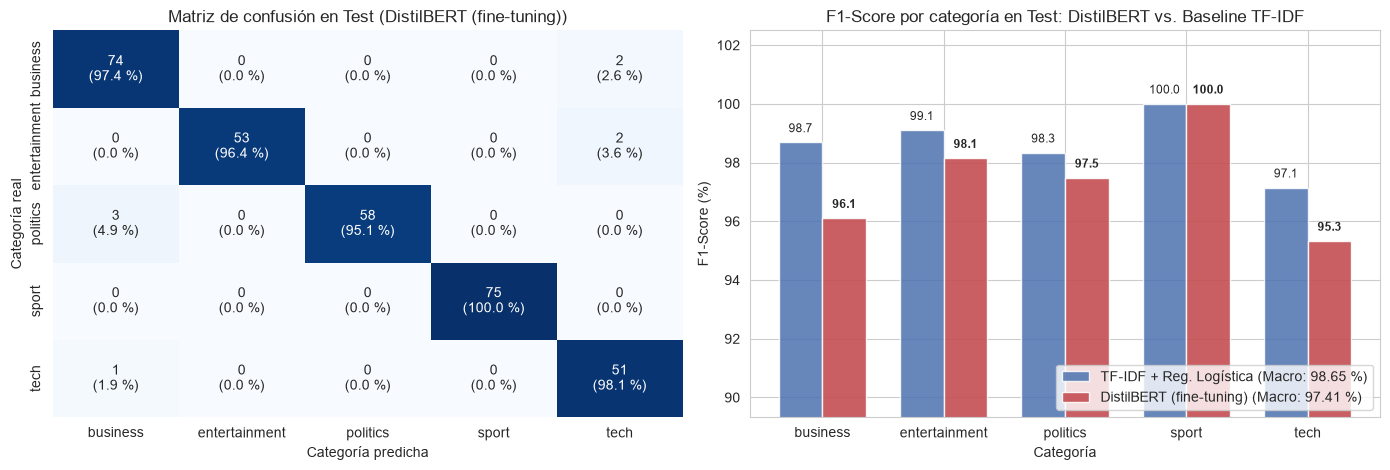 Matriz de confusión en Test (DistilBERT (fine-tuning))
Categoría real
business
74 0 0 0 2
(97.4 %) (0.0 %) (0.0 %) (0.0 %) (2.6 %)
entertainment
0 53 0 0 2
(0.0 %) (96.4 %) (0.0 %) (0.0 %) (3.6 %)
politics
3 0 58 0 0
(4.9 %) (0.0 %) (95.1 %) (0.0 %) (0.0 %)
sport
0 0 0 75 0
(0.0 %) (0.0 %) (0.0 %) (100.0 %) (0.0 %)
tech
1 0 0 0 51
(1.9 %) (0.0 %) (0.0 %) (0.0 %) (98.1 %)
business entertainment politics sport tech
Categoría predicha
F1-Score por categoría en Test: DistilBERT vs. Baseline TF-IDF
F1-Score (%)
102
100
98
96
94
92
90
98.7 96.1 99.1 98.1 98.3 97.5 100.0 100.0 97.1 95.3
TF-IDF + Reg. Logística (Macro: 98.65 %)
DistilBERT (fine-tuning) (Macro: 97.41 %)
business entertainment politics sport tech
Categoría